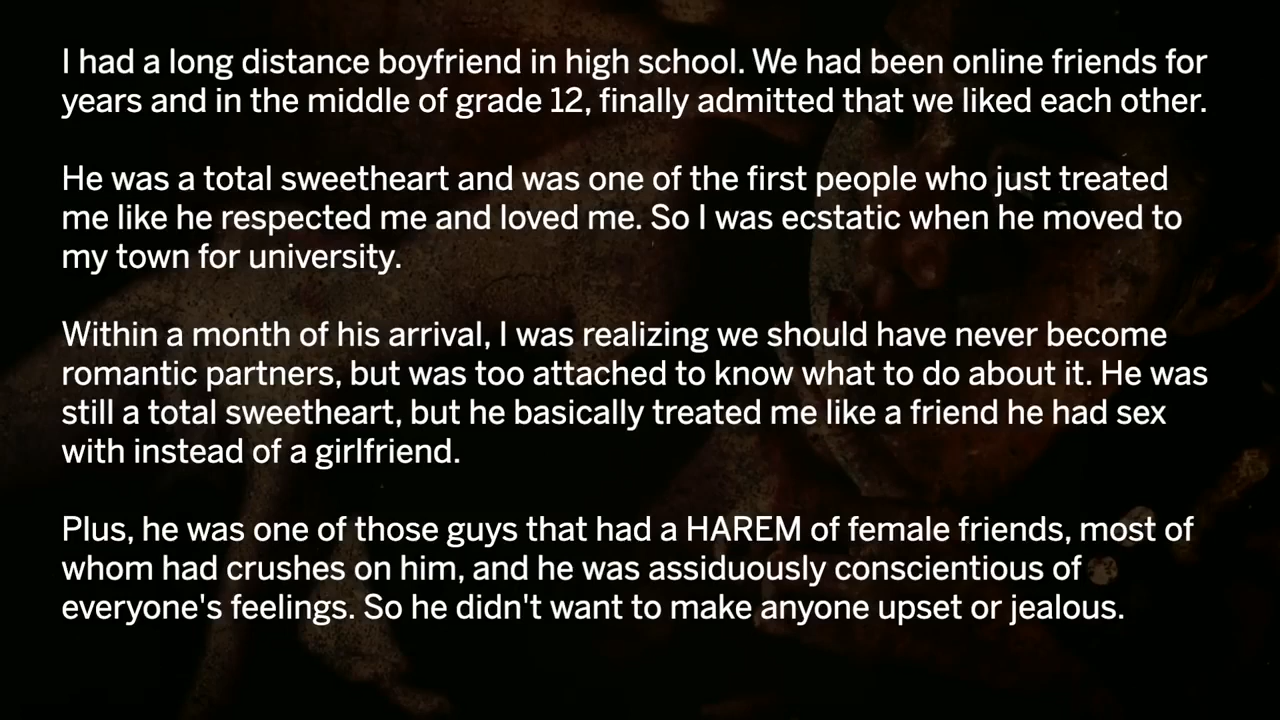 I had a long distance boyfriend in high school. We had been online friends for
years and in the middle of grade 12, finally admitted that we liked each other.
He was a total sweetheart and was one of the first people who just treated
me like he respected me and loved me. So I was ecstatic when he moved to
my town for university.
Within a month of his arrival, I was realizing we should have never become
romantic partners, but was too attached to know what to do about it. He was
still a total sweetheart, but he basically treated me like a friend he had sex
with instead of a girlfriend.
Plus, he was one of those guys that had a HAREM of female friends, most of
whom had crushes on him, and he was assiduously conscientious of
everyone's feelings. So he didn't want to make anyone upset or jealous.